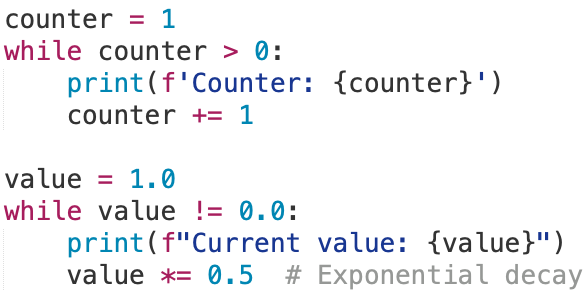 counter = 1
while counter > 0:
    print(f'Counter: {counter}')
    counter += 1

value = 1.0
while value != 0.0:
    print(f"Current value: {value}")
    value *= 0.5  # Exponential decay